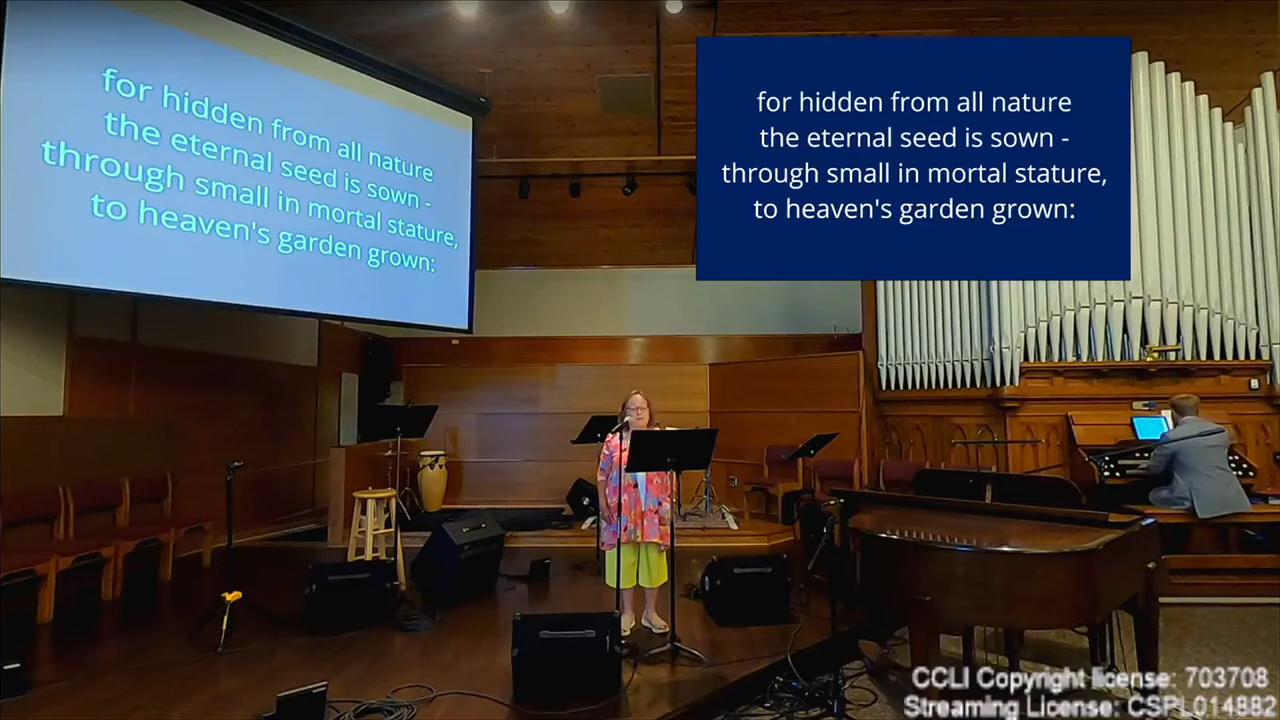 for hidden from all nature
the eternal seed is sown -
through small in mortal stature,
to heaven's garden grown:
for hidden from all nature
the eternal seed is sown -
through small in mortal stature,
to heaven's garden grown:
CCLI Copyright license: 703708
Streaming License: CSPL014882